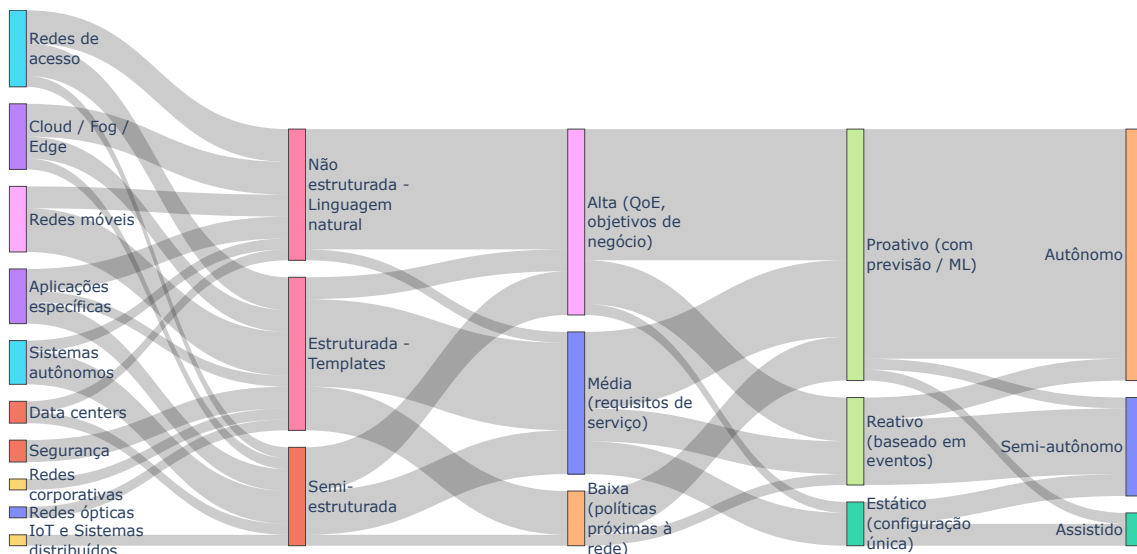 Redes de
acesso
Cloud / Fog /
Edge
Redes móveis
Aplicações
específicas
Sistemas
autônomos
Data centers
Segurança
Redes
corporativas
Redes ópticas
IoT e Sistemas
distribuídos
Não
estruturada -
Linguagem
natural
Estruturada -
Templates
Semi-
estruturada
Alta (QoE,
objetivos de
negócio)
Média
(requisitos de
serviço)
Baixa
(políticas
próximas à
rede)
Proativo (com
previsão / ML)
Reativo
(baseado em
eventos)
Estático
(configuração
única)
Autônomo
Semi-autônomo
Assistido